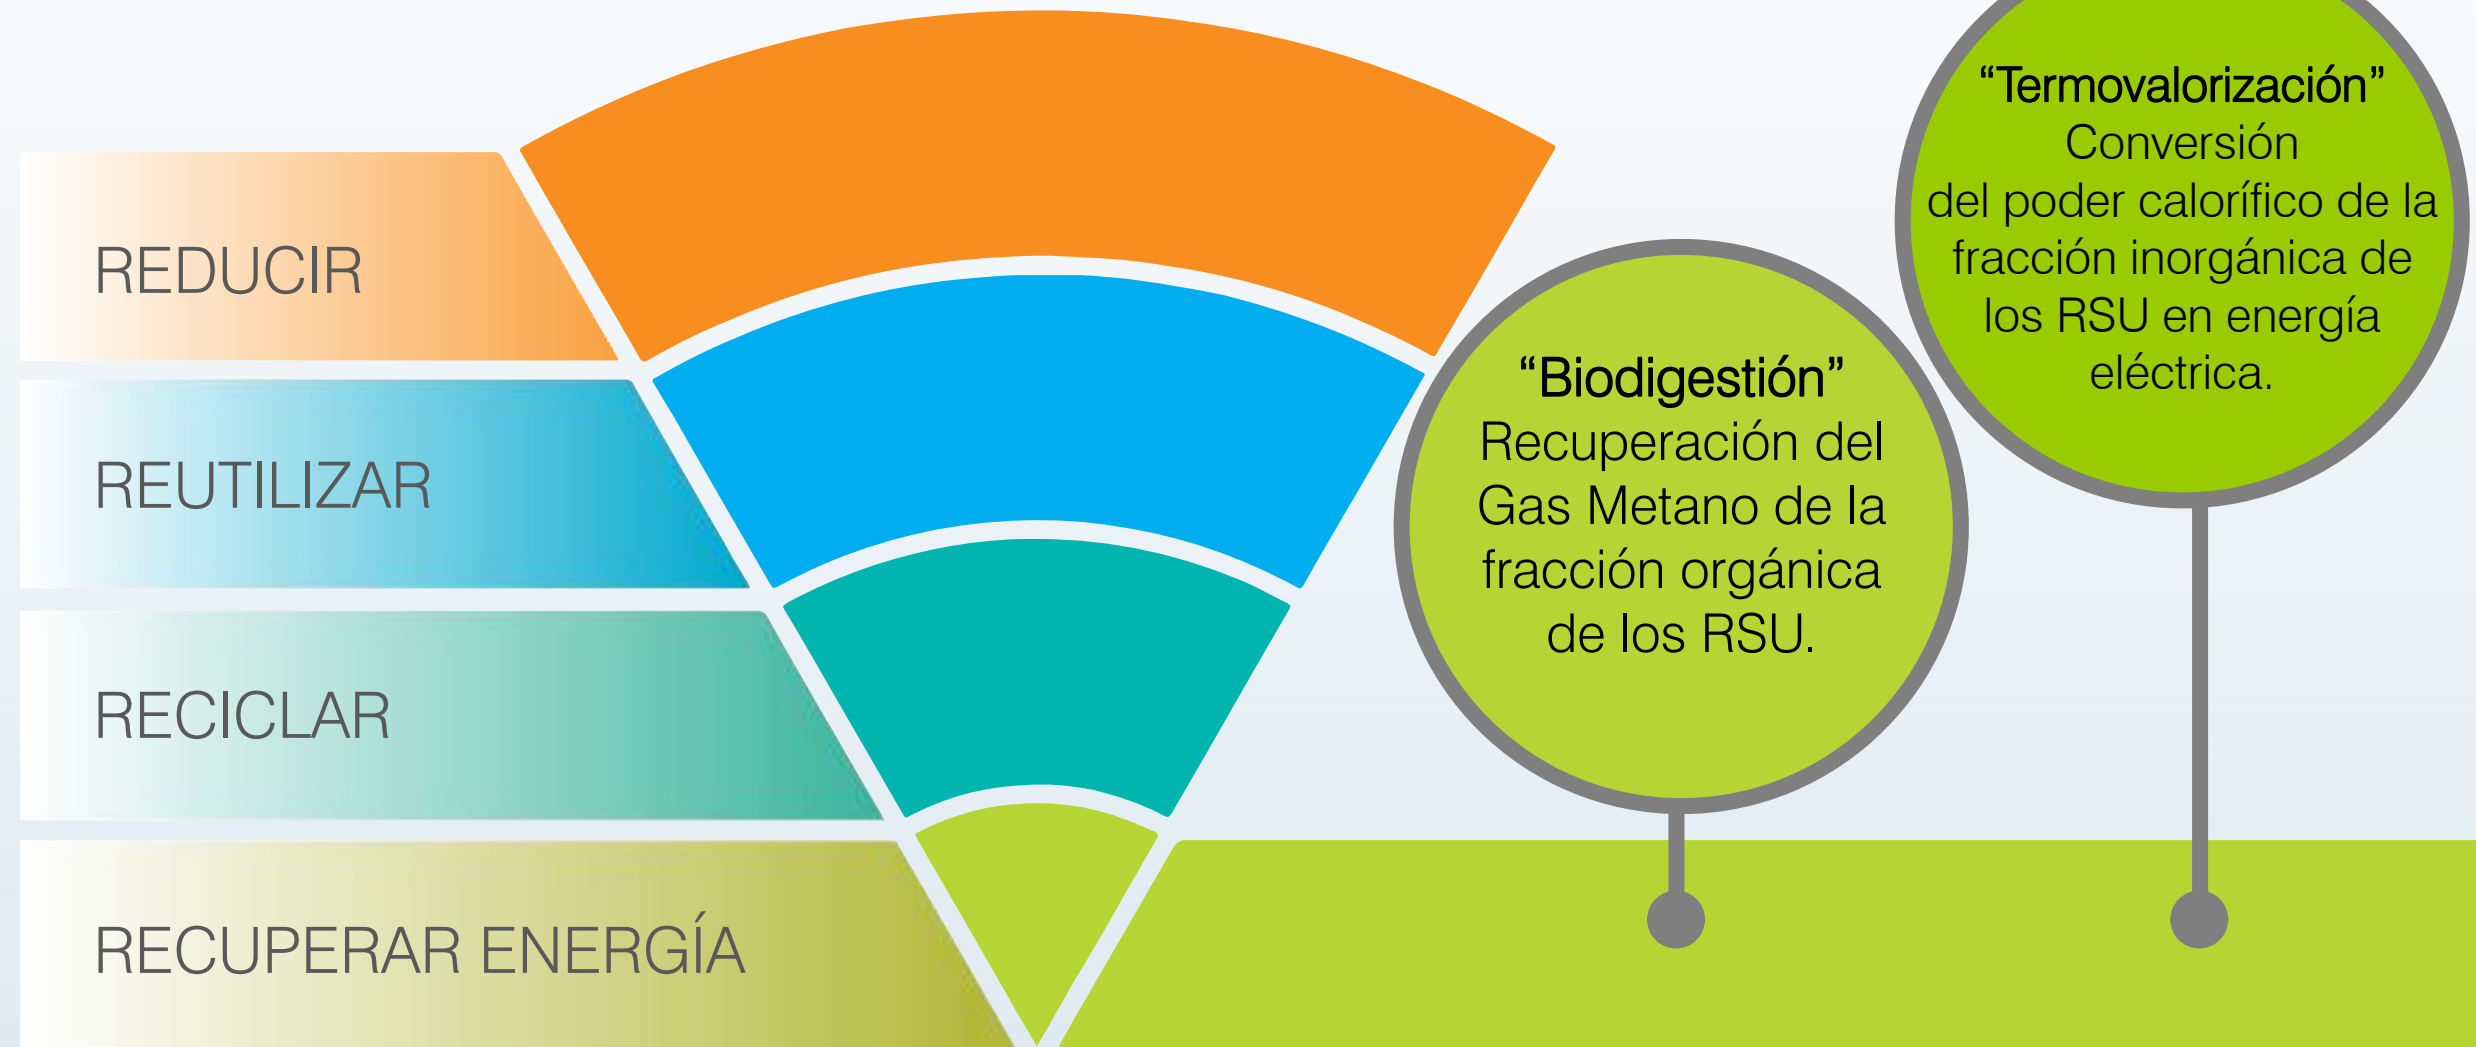 REDUCIR
REUTILIZAR
RECICLAR
RECUPERAR ENERGÍA
“Biodigestión”
Recuperación del
Gas Metano de la
fracción orgánica
de los RSU.
“Termovalorización”
Conversión
del poder calorífico de la
fracción inorgánica de
los RSU en energía
eléctrica.